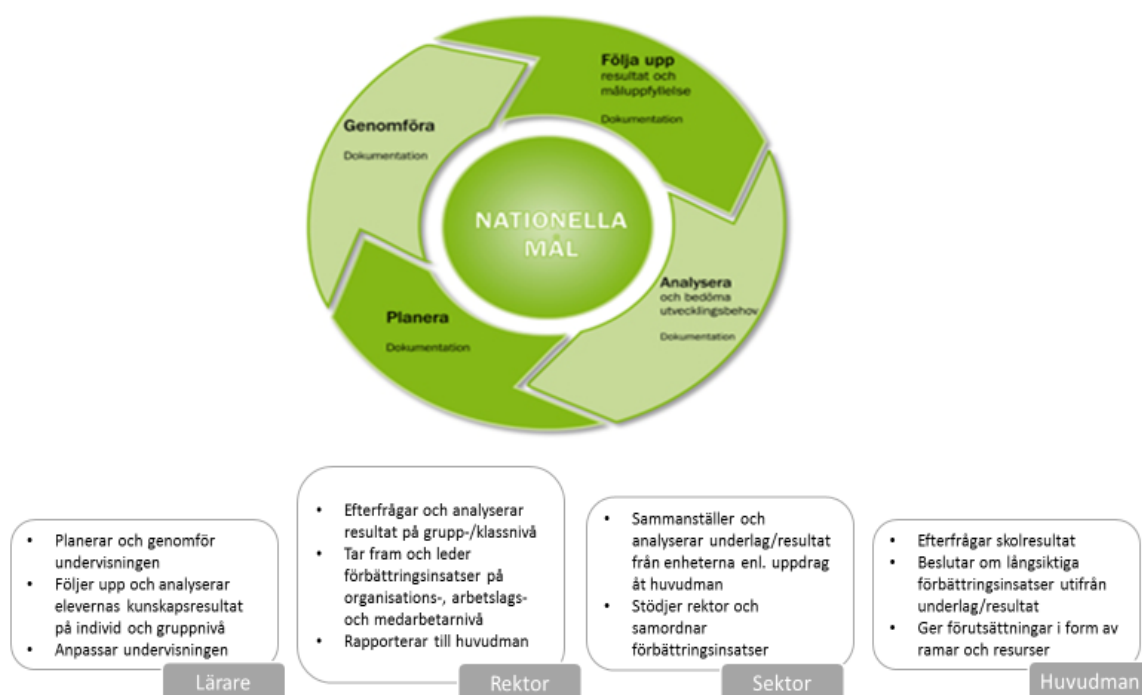 Följa upp
resultat och
måluppfyllelse
Dokumentation
Genomföra
Dokumentation
NATIONELLA
MÅL
Analysera
och bedöma
utvecklingsbehov
Dokumentation
Planera
Dokumentation
• Planerar och genomför
undervisningen
• Följer upp och analyserar
elevernas kunskapsresultat
på individ och gruppnivå
• Anpassar undervisningen
Lärare
• Efterfrågar och analyserar
resultat på grupp-/klassnivå
• Tar fram och leder
förbättringsinsatser på
organisations-, arbetslags-
och medarbetarnivå
• Rapporterar till huvudman
Rektor
• Sammanställer och
analyserar underlag/resultat
från enheterna enl. uppdrag
åt huvudman
• Stödjer rektor och
samordnar
förbättringsinsatser
Sektor
• Efterfrågar skolresultat
• Beslutar om långsiktiga
förbättringsinsatser utifrån
underlag/resultat
• Ger förutsättningar i form av
ramar och resurser
Huvudman